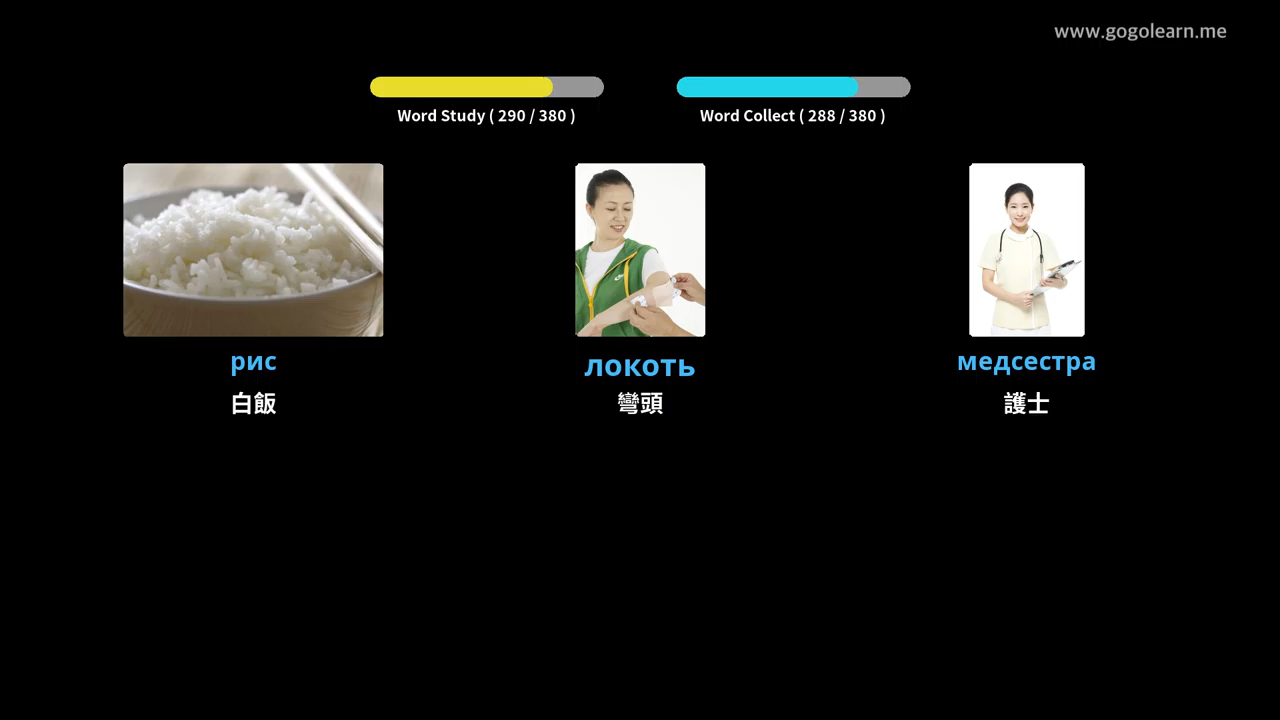 www.gogolearn.me
Word Study ( 290 / 380 )
Word Collect ( 288 / 380 )
рис
локоть
медсестра
白飯
彎頭
護士